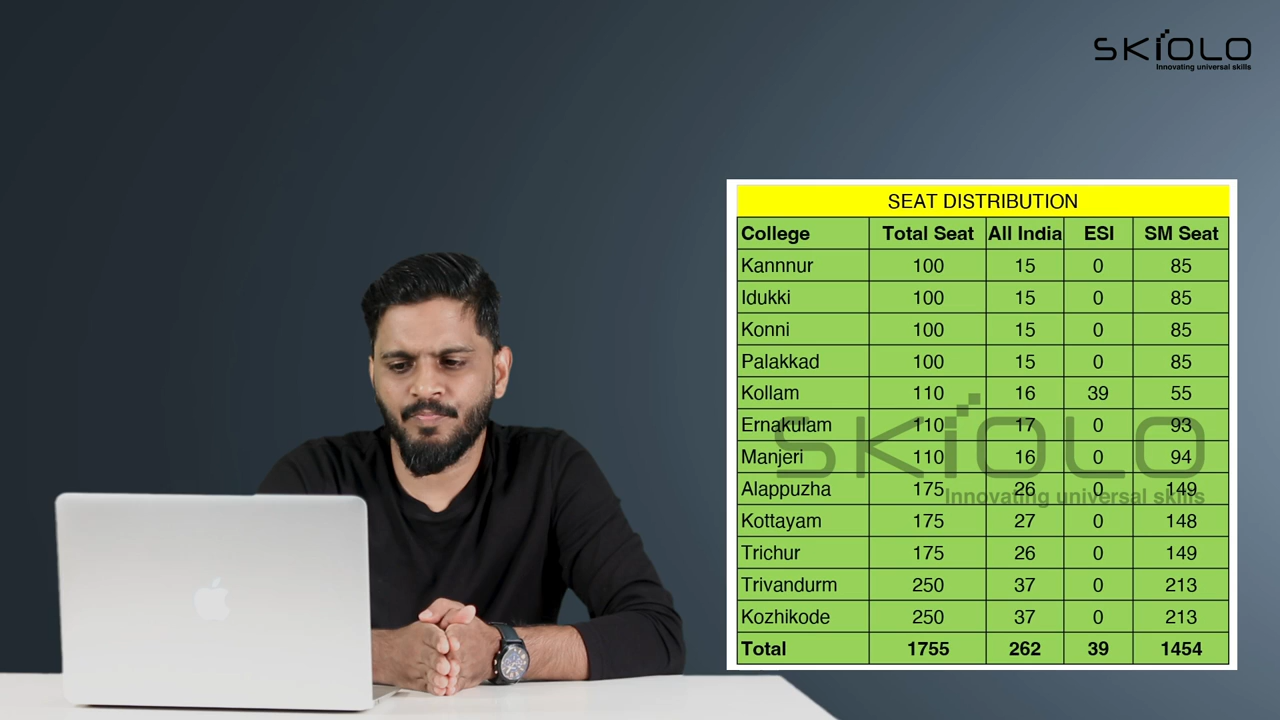 SKIOLO
Innovating universal skills
SEAT DISTRIBUTION
College Total Seat All India ESI SM Seat
Kannnur 100 15 0 85
Idukki 100 15 0 85
Konni 100 15 0 85
Palakkad 100 15 0 85
Kollam 110 16 39 55
Ernakulam 110 17 0 93
Manjeri 110 16 0 94
Alappuzha 175 26 0 149
Kottayam 175 27 0 148
Trichur 175 26 0 149
Trivandurm 250 37 0 213
Kozhikode 250 37 0 213
Total 1755 262 39 1454
SKIOLO
Innovating universal skills